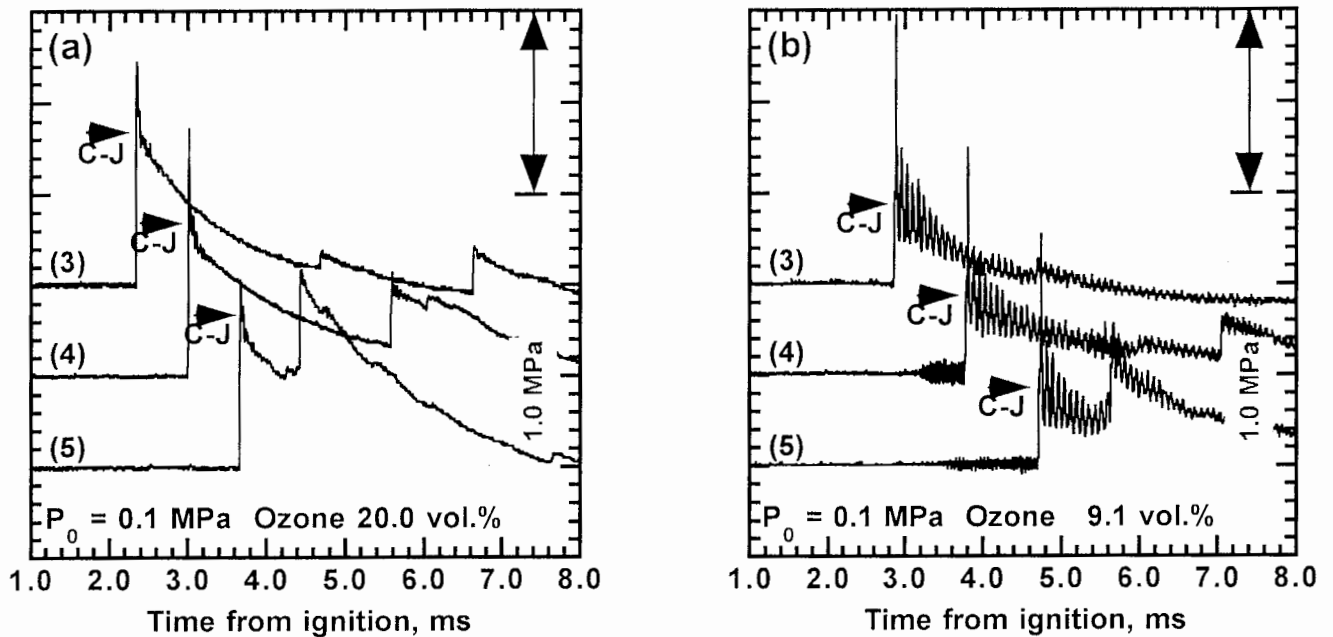 (a)
C-J
C-J
(3)
(4)
C-J
(5)
1.0 MPa
P0 = 0.1 MPa Ozone 20.0 vol.%
1.0 2.0 3.0 4.0 5.0 6.0 7.0 8.0
Time from ignition, ms
(b)
C-J
(3)
C-J
(4)
C-J
(5)
1.0 MPa
P0 = 0.1 MPa Ozone 9.1 vol.%
1.0 2.0 3.0 4.0 5.0 6.0 7.0 8.0
Time from ignition, ms